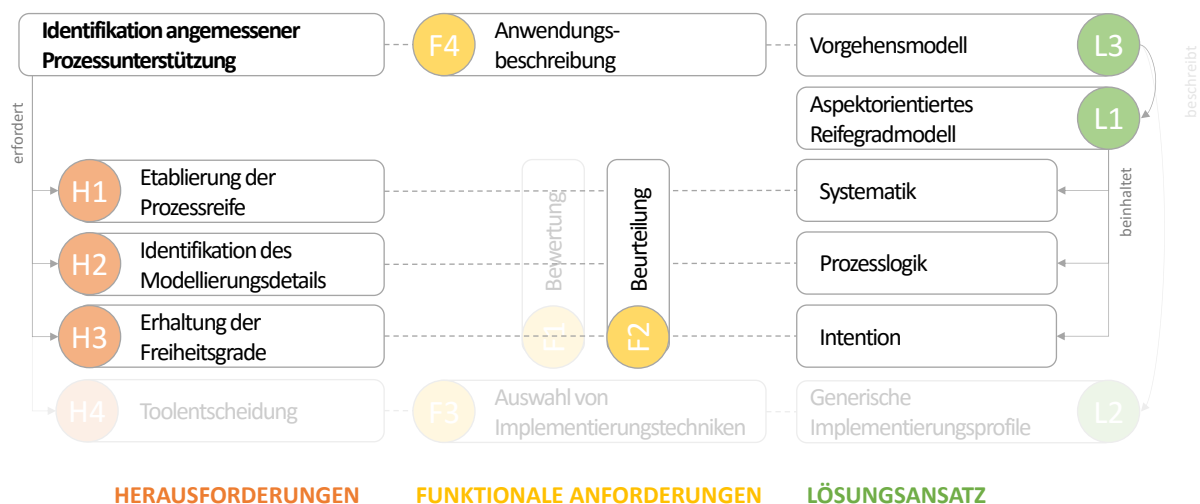 Identifikation angemessener
Prozessunterstützung
F4
Anwendungs-
beschreibung
Vorgehensmodell
L3
beschreibt
erfordert
Aspektorientiertes
Reifegradmodell
L1
H1
Etablierung der
Prozessreife
Bewertung
F1
Beurteilung
F2
Systematik
beinhaltet
H2
Identifikation des
Modellierungsdetails
Prozesslogik
H3
Erhaltung der
Freiheitsgrade
Intention
H4
Toolentscheidung
F3
Auswahl von
Implementierungstechniken
Generische
Implementierungsprofile
L2
HERAUSFORDERUNGEN
FUNKTIONALE ANFORDERUNGEN
LÖSUNGSANSATZ